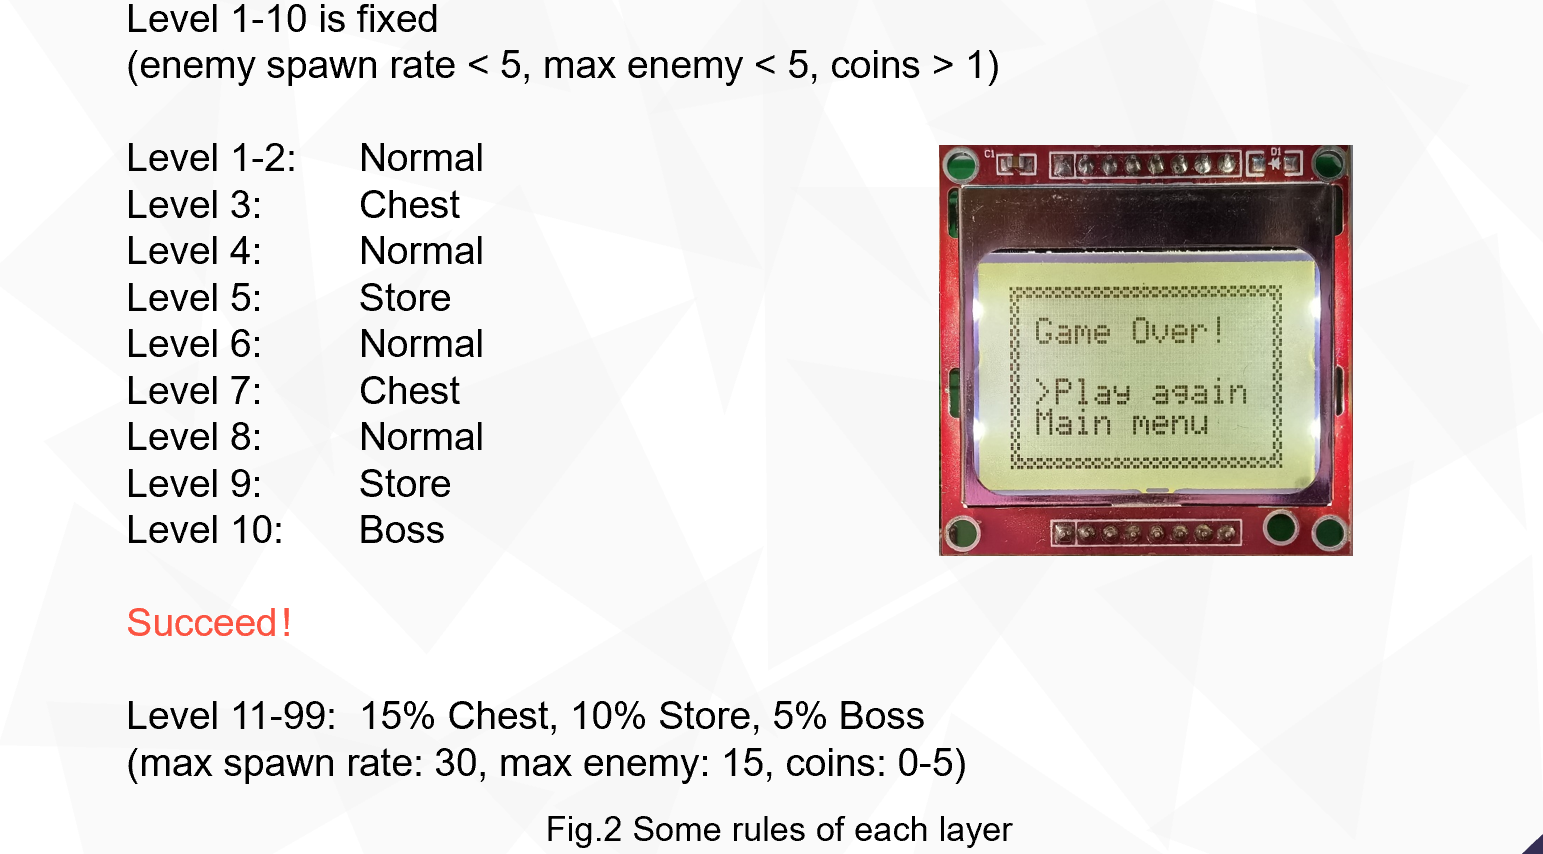 Level 1-10 is fixed
(enemy spawn rate < 5, max enemy < 5, coins > 1)
Level 1-2: Normal
Level 3: Chest
Level 4: Normal
Level 5: Store
Level 6: Normal
Level 7: Chest
Level 8: Normal
Level 9: Store
Level 10: Boss
Succeed!
Level 11-99: 15% Chest, 10% Store, 5% Boss
(max spawn rate: 30, max enemy: 15, coins: 0-5)
C1
D1
Game Over!
>Play again
Main menu
Fig.2 Some rules of each layer